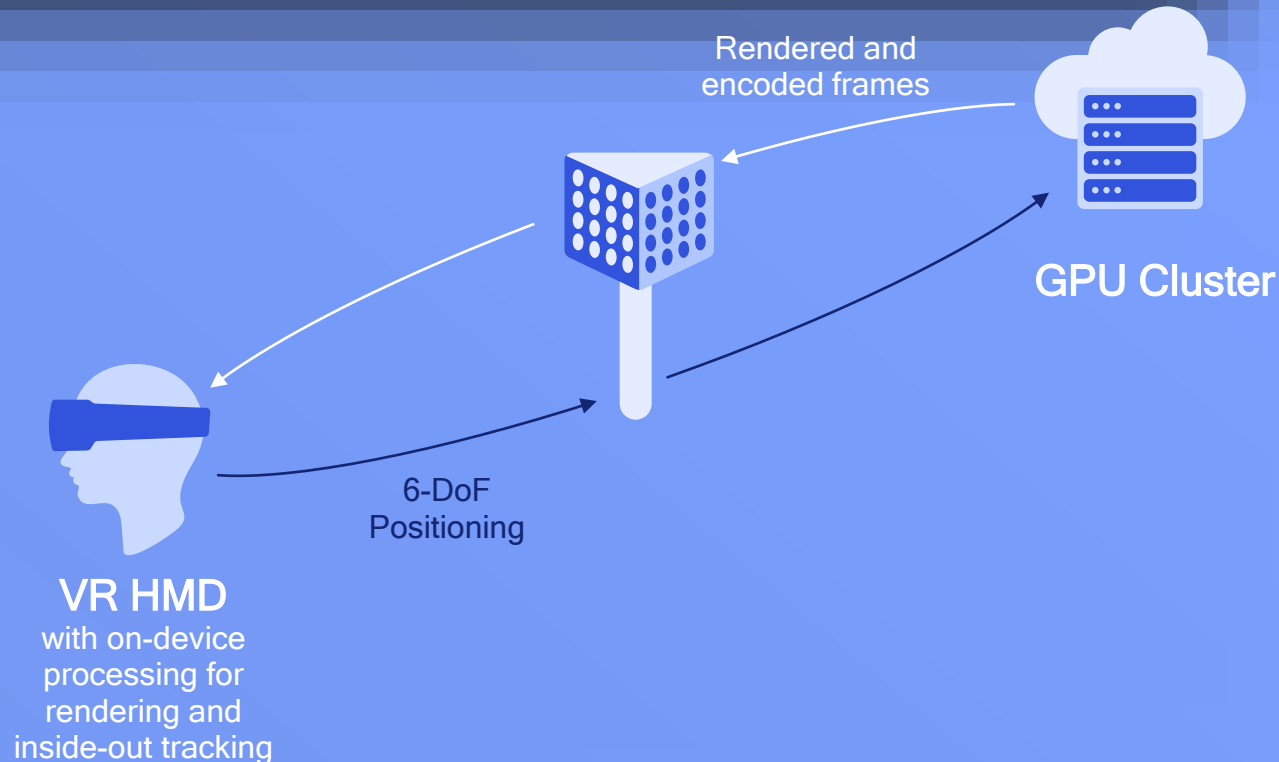 Rendered and
encoded frames
GPU Cluster
6-DoF
Positioning
VR HMD
with on-device
processing for
rendering and
inside-out tracking